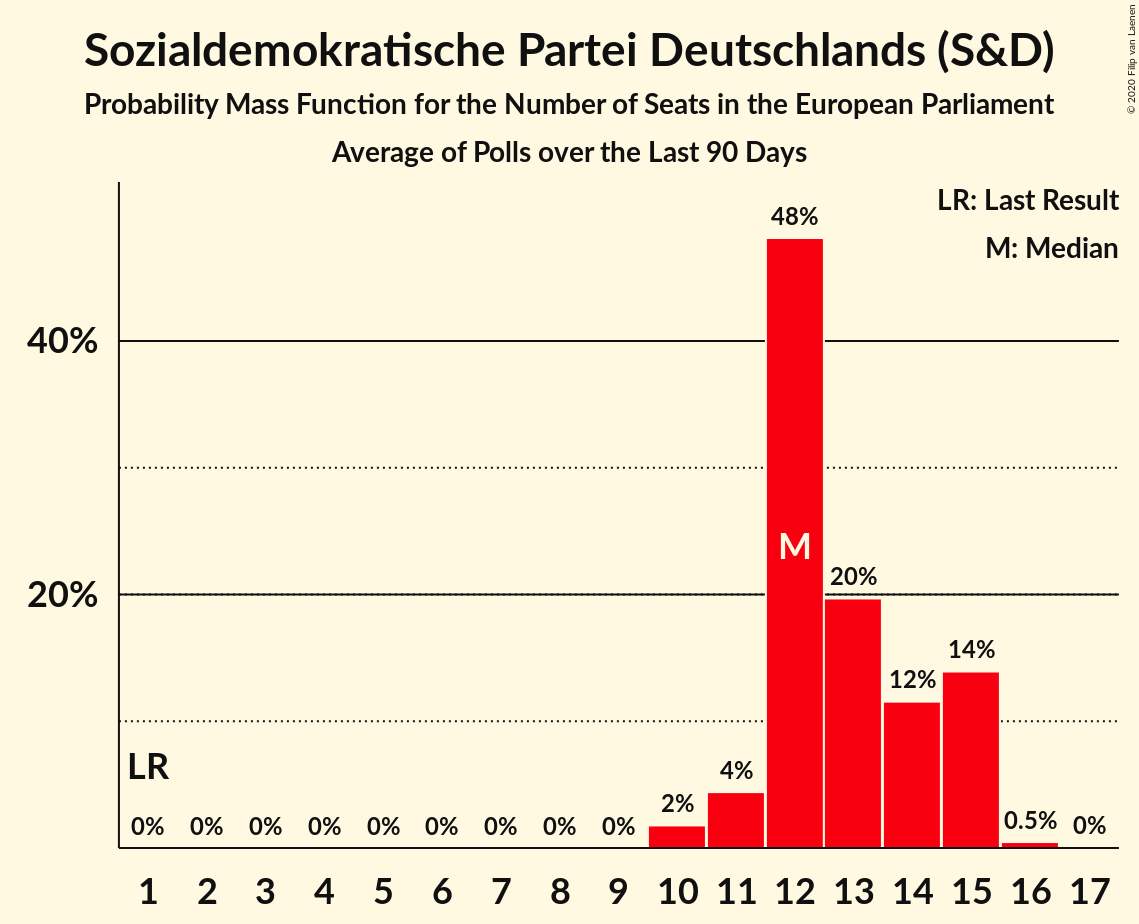 Sozialdemokratische Partei Deutschlands (S&D)
Probability Mass Function for the Number of Seats in the European Parliament
Average of Polls over the Last 90 Days
© 2020 Filip van Laenen
LR: Last Result
M: Median
48%
40%
M
20%
20%
14%
12%
LR
4%
2%
0% 0% 0% 0% 0% 0% 0% 0% 0% 0.5% 0%
1 2 3 4 5 6 7 8 9 10 11 12 13 14 15 16 17